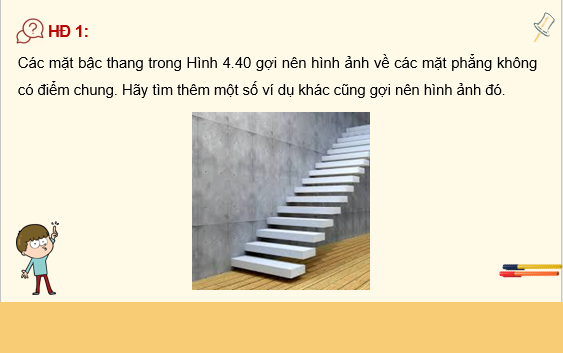 HĐ 1:
Các mặt bậc thang trong Hình 4.40 gợi nên hình ảnh về các mặt phẳng không
có điểm chung. Hãy tìm thêm một số ví dụ khác cũng gợi nên hình ảnh đó.